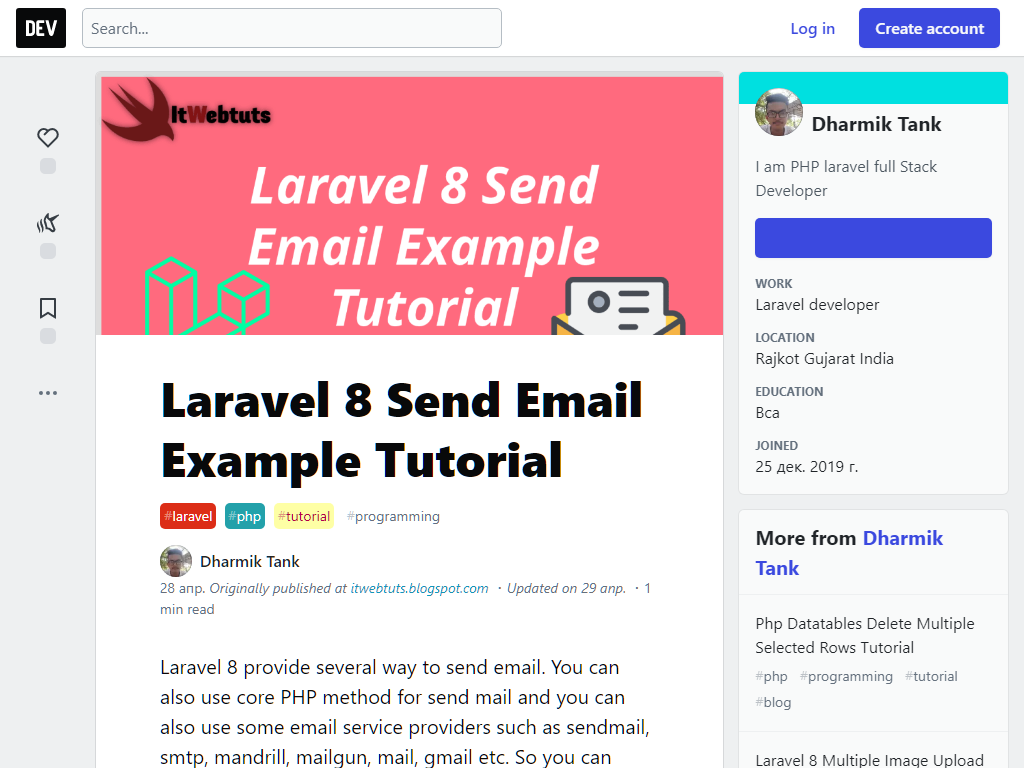 DEV
Search...
Log in
Create account
ItWebtuts
Laravel 8 Send
Email Example
Tutorial
Laravel 8 Send Email
Example Tutorial
#laravel #php #tutorial #programming
Dharmik Tank
28 апр. Originally published at itwebtuts.blogspot.com ・Updated on 29 апр. ・1
min read
Laravel 8 provide several way to send email. You can
also use core PHP method for send mail and you can
also use some email service providers such as sendmail,
smtp, mandrill, mailgun, mail, gmail etc. So you can
Dharmik Tank
I am PHP laravel full Stack
Developer
WORK
Laravel developer
LOCATION
Rajkot Gujarat India
EDUCATION
Bca
JOINED
25 дек. 2019 г.
More from Dharmik
Tank
Php Datatables Delete Multiple
Selected Rows Tutorial
#php #programming #tutorial
#blog
Laravel 8 Multiple Image Upload